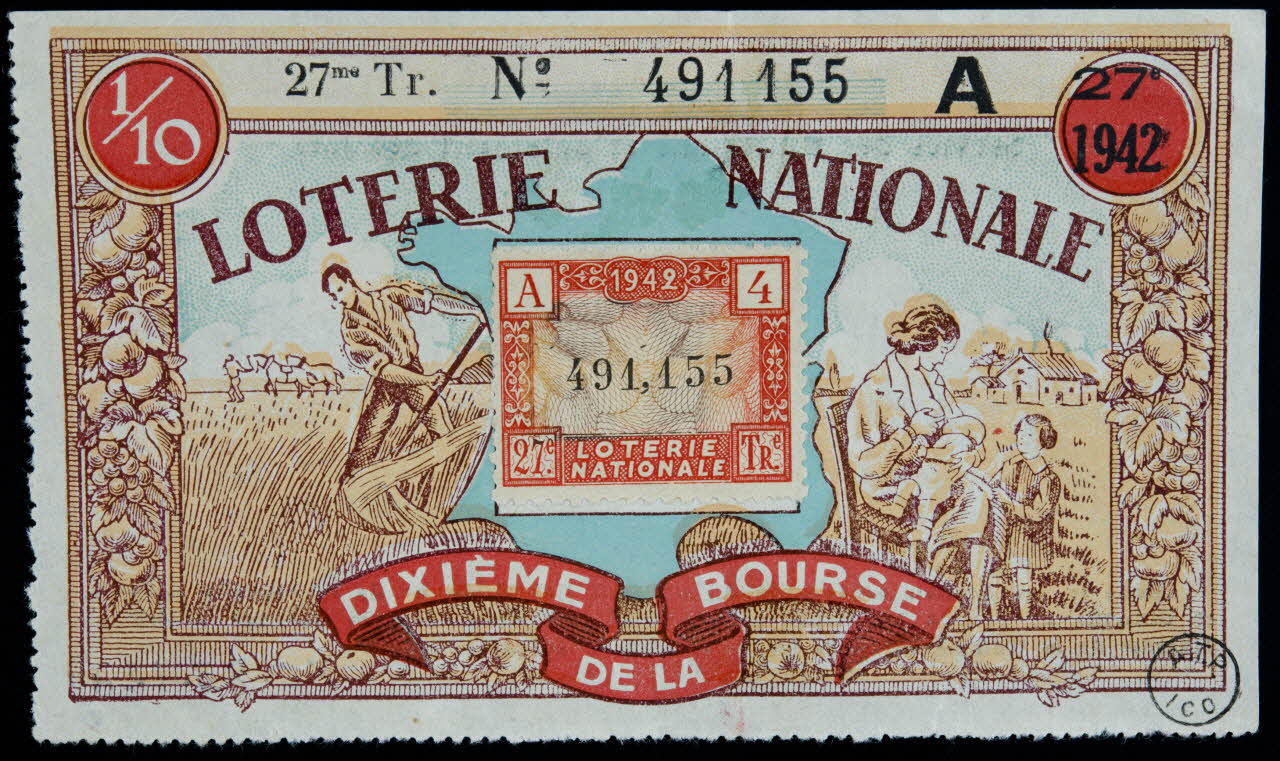 1/10
27me Tr. No 491155 A
27e
1942
LOTERIE NATIONALE
A 1942 4
491,155
27e LOTERIE NATIONALE TR.e
DIXIÈME DE LA BOURSE
A.T.P
ICO